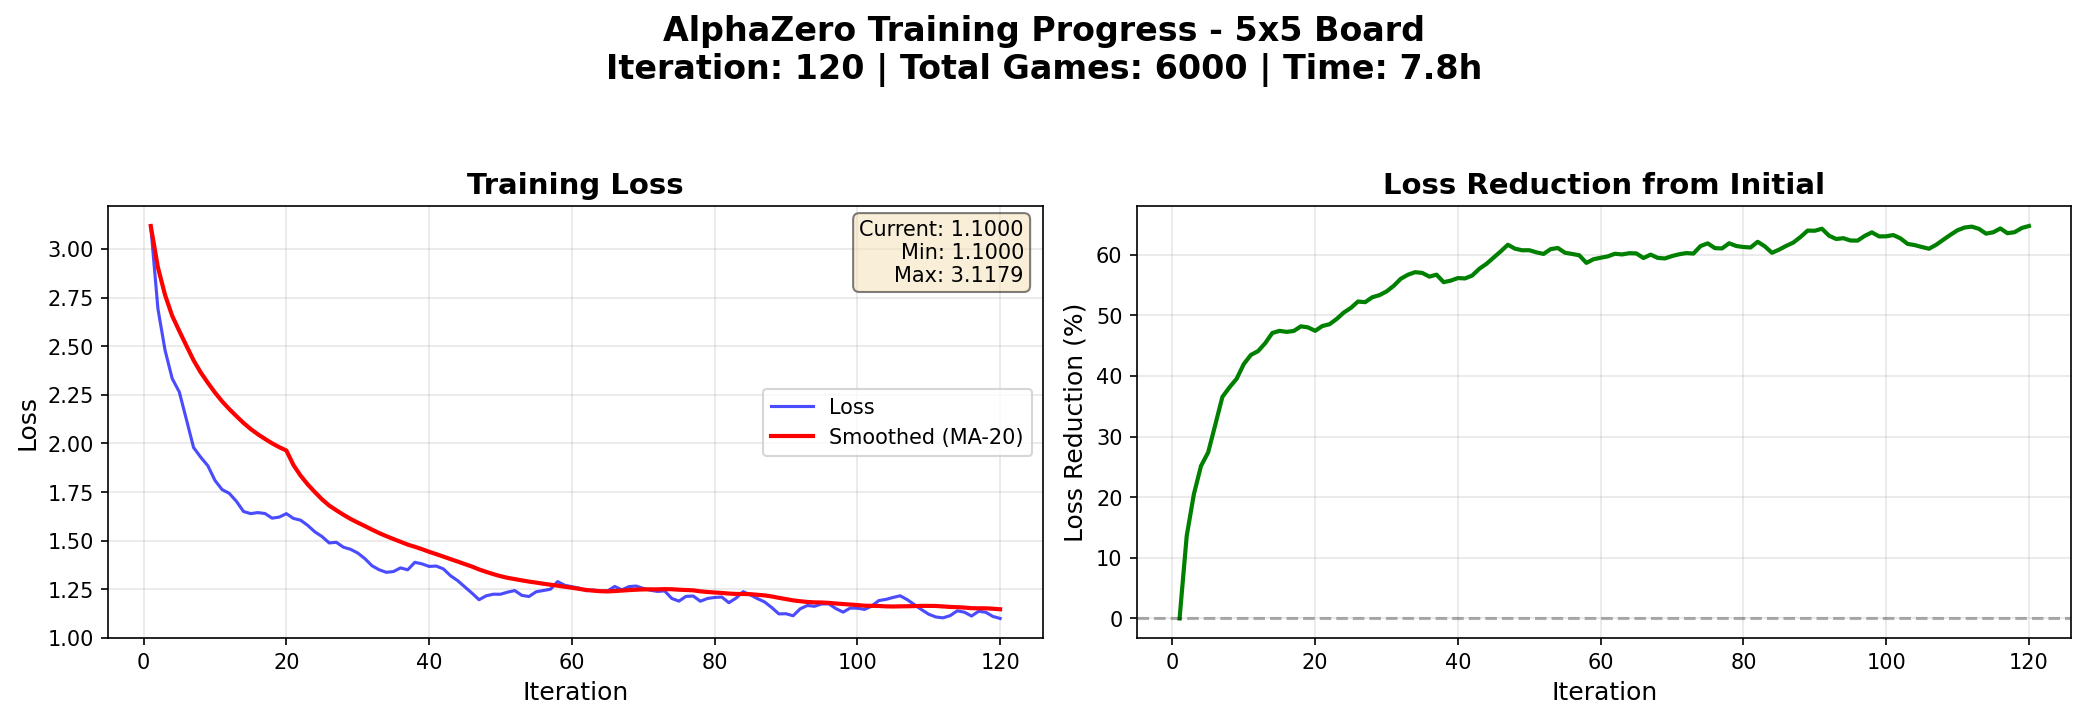 AlphaZero Training Progress - 5x5 Board
Iteration: 120 | Total Games: 6000 | Time: 7.8h
Training Loss
3.00
2.75
2.50
2.25
2.00
1.75
1.50
1.25
1.00
Loss
Current: 1.1000
Min: 1.1000
Max: 3.1179
Loss
Smoothed (MA-20)
0 20 40 60 80 100 120
Iteration
Loss Reduction from Initial
60
50
40
30
20
10
0
Loss Reduction (%)
0 20 40 60 80 100 120
Iteration